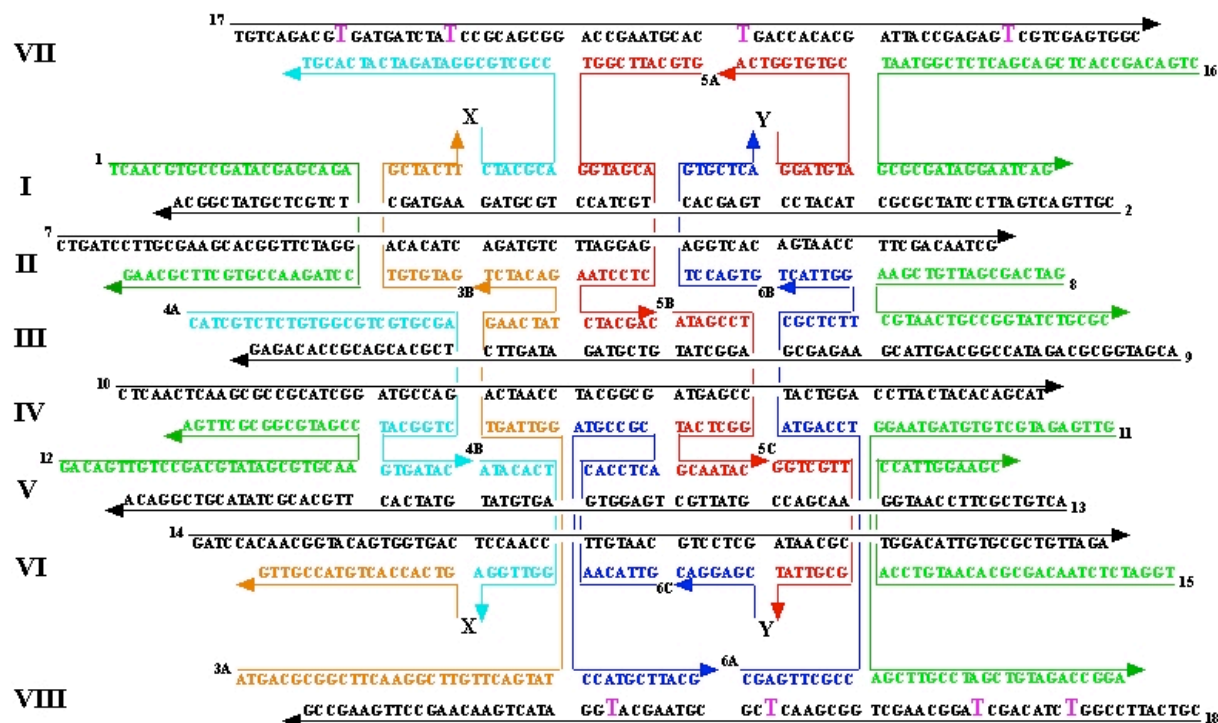 17 TGTCAGACGTGATGATCTATCCGCAGCGG ACCGAATGCAC TGACCACACG ATTACCGAGAGTCGTCGAGTGGC
VII
TGCACTACTAGATAGGCGTCGCC TGGCTTACGTG 5A ACTGGTGTGC TAATGGCTCTCAGCAGCTCACCGACAGTC 16
X Y
1 TCAACGTGCCGATACGAGCAGA GCTACTT CTACGCA GGTAGCA GTGCTCA GGATGTA GCGCGATAGGAATCAG
I
ACGGCTATGCTCGTCT CGATGAA GATGCGT CCATCGT CACGAGT CCTACAT CGCGCTATCCTTAGTCAGTTGC 2
7 CTGATCCTTGCGAAGCACGGTTCTAGG ACACATC AGATGTC TTAGGAG AGGTCAC AGTAACC TTCGACAATCG
II
GAACGCTTCGTGCCAAGATCC TGTGTAG 3B TCTACAG AATCCTC TCCAGTG 6B TCATTGG AAGCTGTTAGCGACTAG 8
4A CATCGTCTCTGTGGCGTCGTGCGA GAACTAT CTACGAC 5B ATAGCCT CGCTCTT CGTAACTGCCGGTATCTGCGC
III
GAGACACCGCAGCACGCT CTTGATA GATGCTG TATCGGA GCGAGAA GCATTGACGGCCATAGACGCGGTAGCA 9
10 CTCAACTCAAGCGCCGCATCGG ATGCCAG ACTAACC TACGGCG ATGAGCC TACTGGA CCTTACTACACAGCAT
IV
AGTTCGCGGCGTAGCC TACGGTC TGATTGG ATGCCGC TACTCGG ATGACCT GGAATGATGTGTCGTAGAGTTG 11
12 GACAGTTGTCCGACGTATAGCGTGCAA GTGATAC 4B ATACACT CACCTCA GCAATAC 5C GGTCGTT CCATTGGAAGC
V
ACAGGCTGCATATCGCACGTT CACTATG TATGTGA GTGGAGT CGTTATG CCAGCAA GGTAACCTTCGCTGTCA 13
14 GATCCACAACGGTACAGTGGTGAC TCCAACC TTGTAAC GTCCTCG ATAACGC TGGACATTGTGCGCTGTTAGA
VI
GTTGCCATGTCACCACTG AGGTTGG AACATTG 6C CAGGAGC TATTGCG ACCTGTAACACGCGACAATCTCTAGGT 15
X Y
3A ATGACGCGGCTTCAAGGCTTGTTCAGTAT CCATGCTTACG 6A CGAGTTCGCC AGCTTGCCTAGCTGTAGACCGGA
VIII
GCCGAAGTTCCGAACAAGTCATA GGTACGAATGC GCTCAAGCGG TCGAACGGATCGACATCTGGCCTTACTGC 18